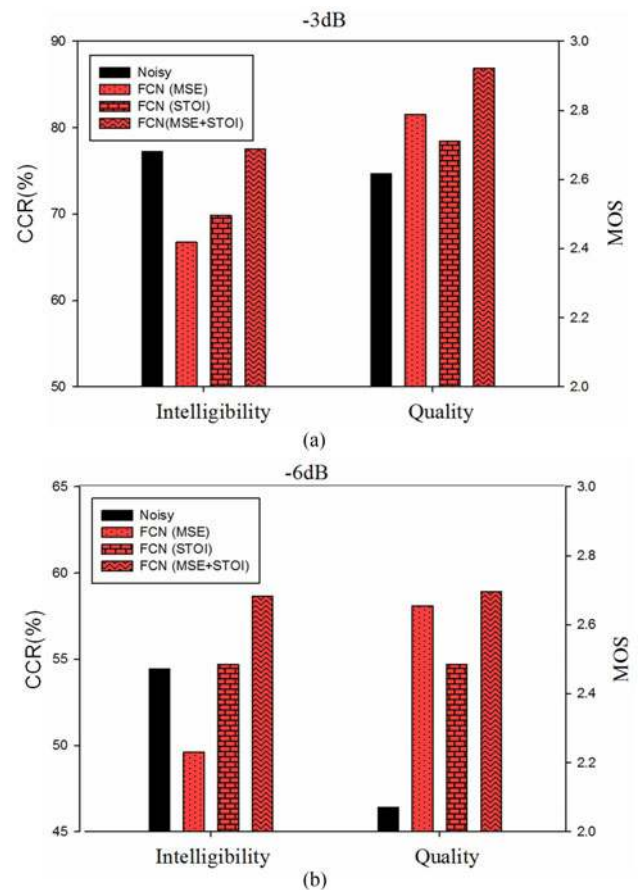 -3dB
90
80
70
60
50
CCR(%)
Noisy
FCN (MSE)
FCN (STOI)
FCN(MSE+STOI)
3.0
2.8
2.6
2.4
2.2
2.0
MOS
Intelligibility Quality
(a)
-6dB
65
60
55
50
45
CCR(%)
Noisy
FCN (MSE)
FCN (STOI)
FCN (MSE+STOI)
3.0
2.8
2.6
2.4
2.2
2.0
MOS
Intelligibility Quality
(b)